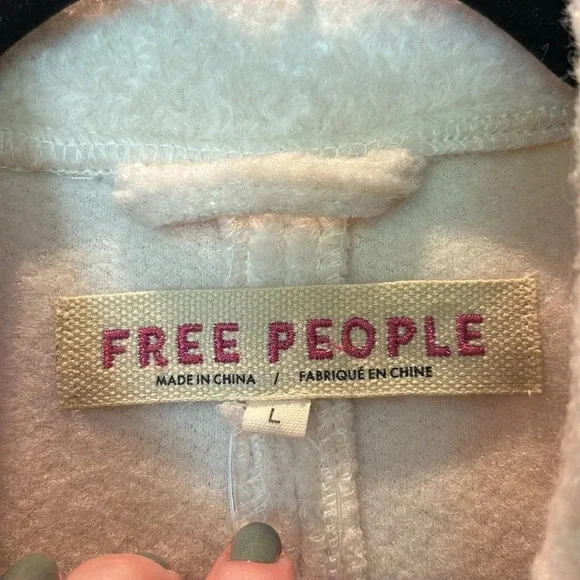 FREE PEOPLE
MADE IN CHINA / FABRIQUÉ EN CHINE
L